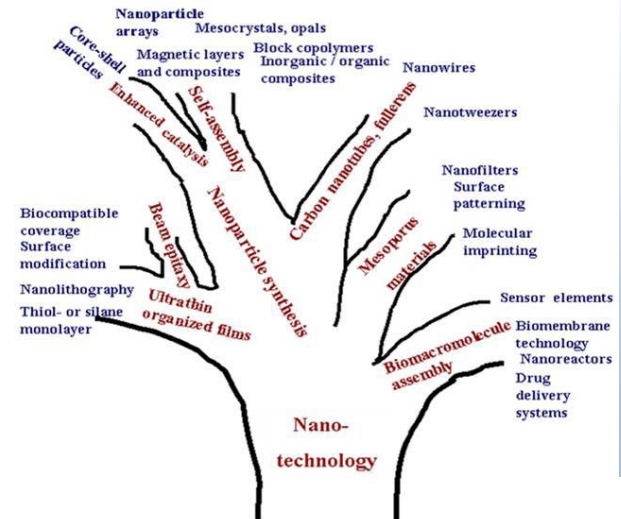 Nanoparticle
arrays
Mesocrystals, opals
Core-shell
particles
Magnetic layers
and composites
Block copolymers
Inorganic / organic
composites
Nanowires
Enhanced catalysis
Self-assembly
Carbon nanotubes, fullerens
Nanotweezers
Nanofilters
Surface
patterning
Biocompatible
coverage
Surface
modification
Beam epitaxy
Nanoparticle synthesis
Mesoporus
materials
Molecular
imprinting
Nanolithography
Thiol- or silane
monolayer
Ultrathin
organized films
Sensor elements
Biomacromolecule
assembly
Biomembrane
technology
Nanoreactors
Drug
delivery
systems
Nano-
technology